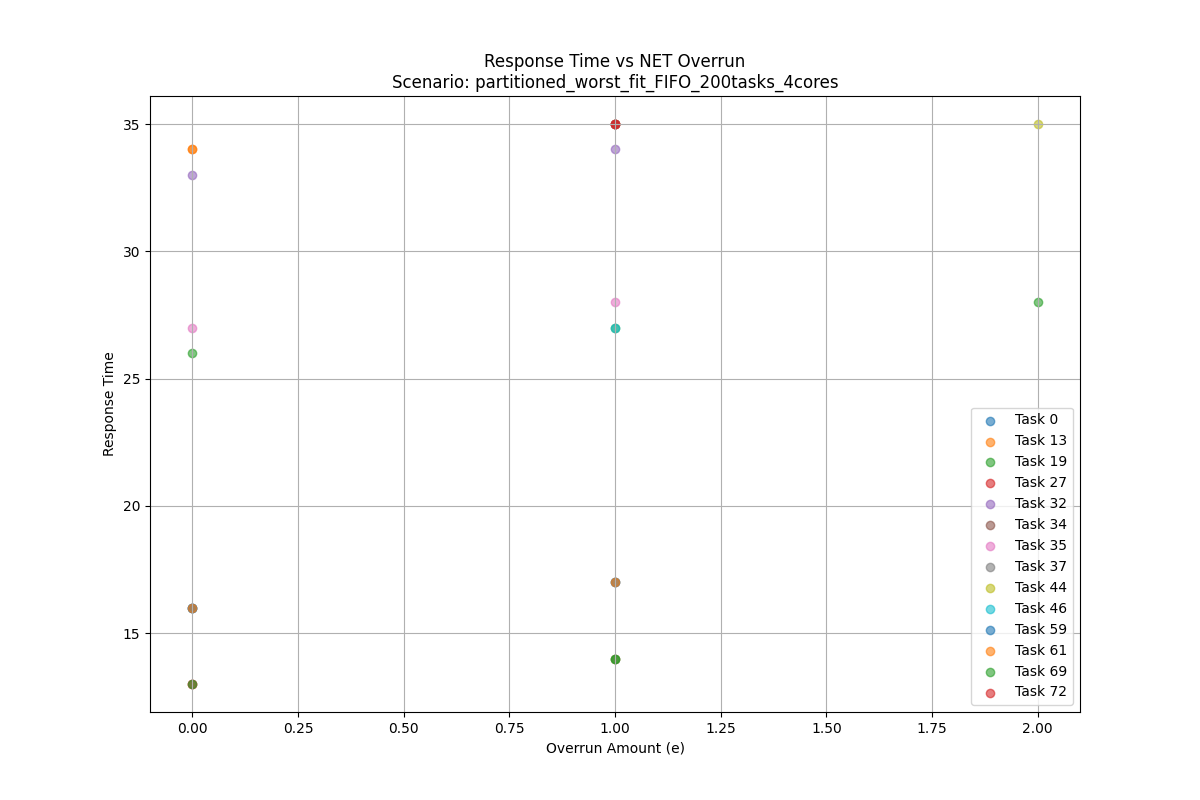 Response Time vs NET Overrun
Scenario: partitioned_worst_fit_FIFO_200tasks_4cores
35
30
25
20
15
Response Time
0.00 0.25 0.50 0.75 1.00 1.25 1.50 1.75 2.00
Overrun Amount (e)
Task 0
Task 13
Task 19
Task 27
Task 32
Task 34
Task 35
Task 37
Task 44
Task 46
Task 59
Task 61
Task 69
Task 72